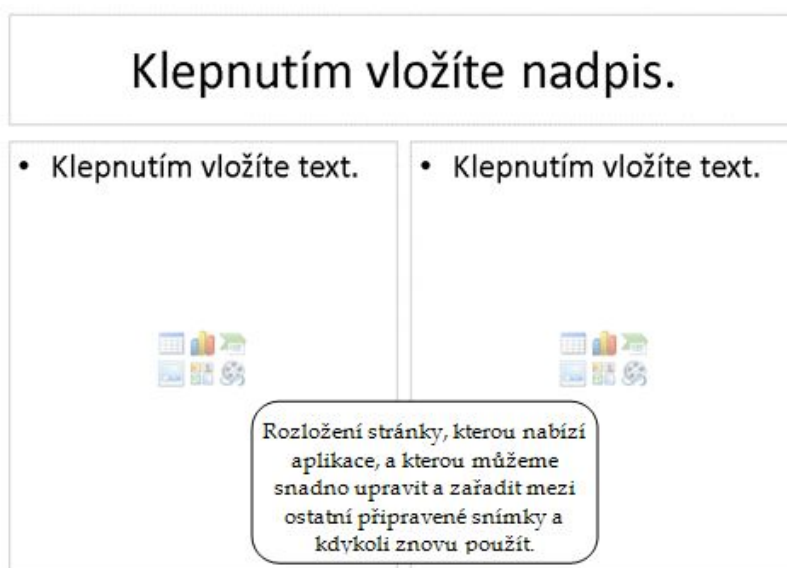 Klepnutím vložíte nadpis.
• Klepnutím vložíte text.
• Klepnutím vložíte text.
Rozložení stránky, kterou nabízí
aplikace, a kterou můžeme
snadno upravit a zařadit mezi
ostatní připravené snímky a
kdykoli znovu použít.